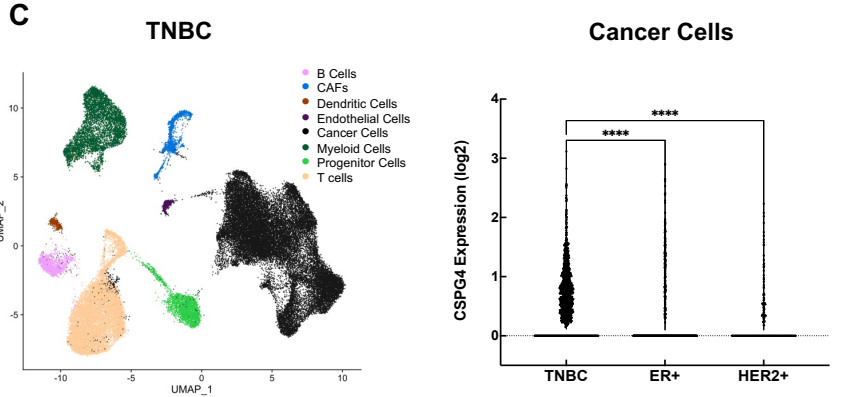 C
TNBC
B Cells
CAFs
Dendritic Cells
Endothelial Cells
Cancer Cells
Myeloid Cells
Progenitor Cells
T cells
10
5
0
-5
-10
-5
0
5
10
UMAP_1
Cancer Cells
CSPG4 Expression (log2)
4
3
2
1
0
****
****
TNBC
ER+
HER2+